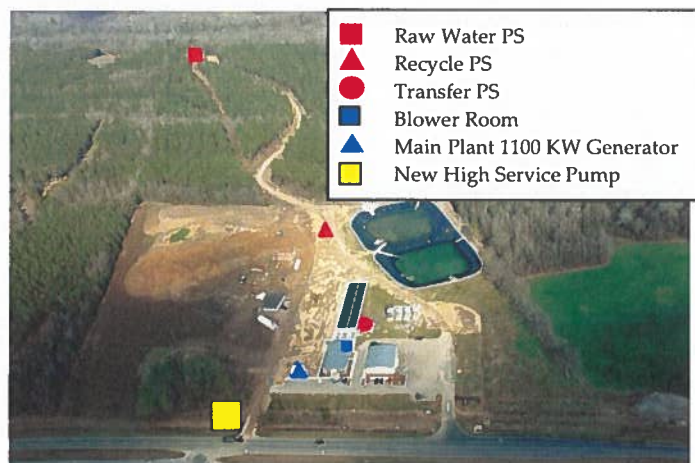 Raw Water PS
Recycle PS
Transfer PS
Blower Room
Main Plant 1100 KW Generator
New High Service Pump